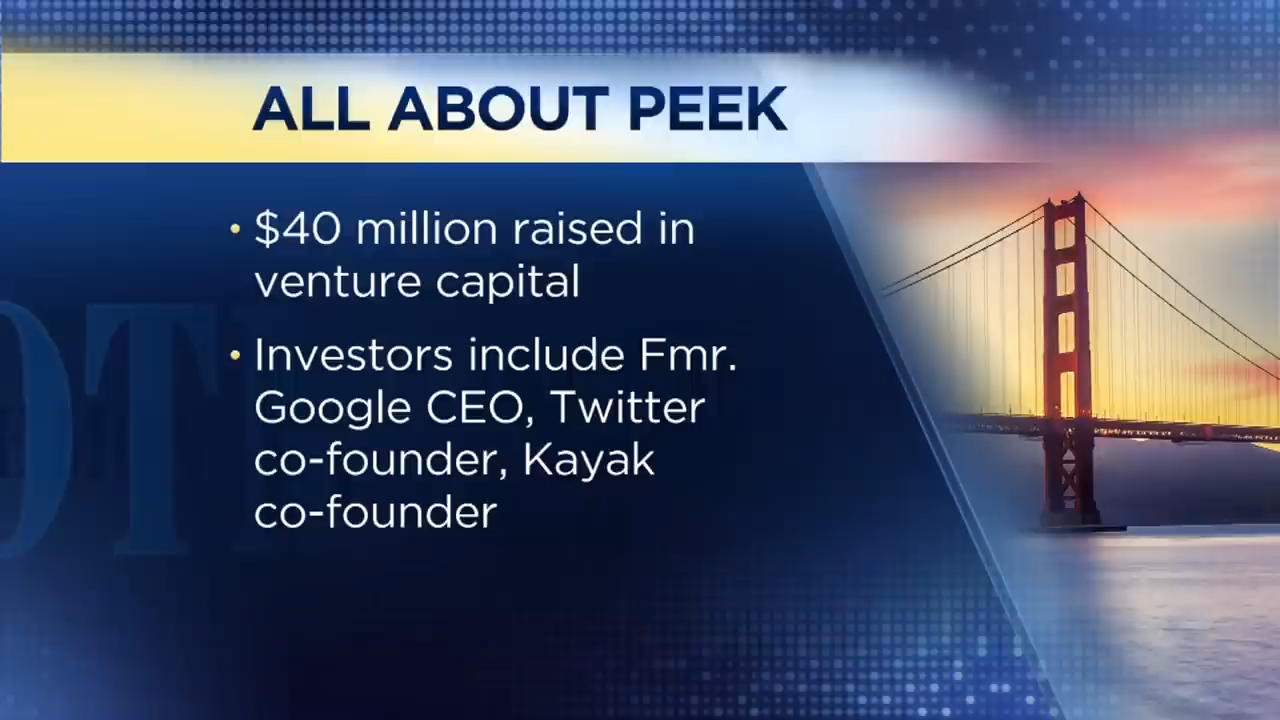 ALL ABOUT PEEK
• $40 million raised in
venture capital
• Investors include Fmr.
Google CEO, Twitter
co-founder, Kayak
co-founder